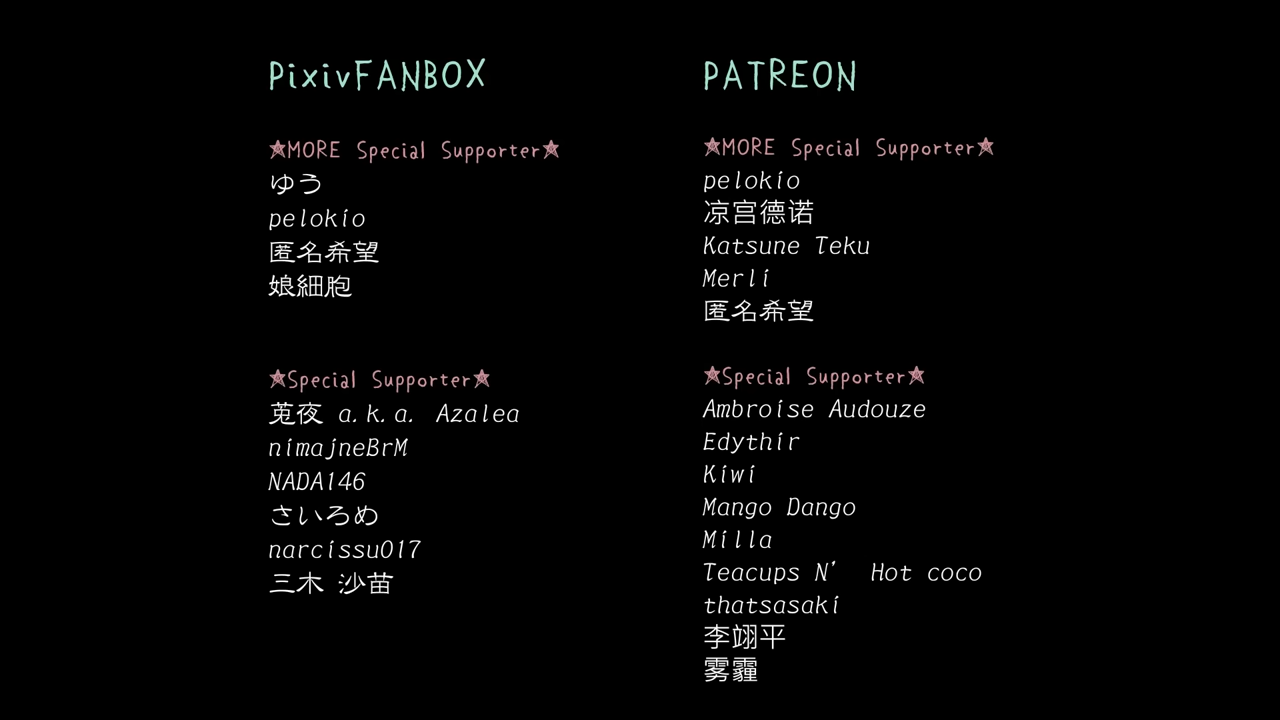 PixivFANBOX
★MORE Special Supporter★
ゆう
pelokio
匿名希望
娘細胞
★Special Supporter★
莵夜 a.k.a. Azalea
nimajneBrM
NADA146
さいろめ
narcissu017
三木 沙苗
PATREON
★MORE Special Supporter★
pelokio
凉宫德诺
Katsune Teku
Merli
匿名希望
★Special Supporter★
Ambroise Audouze
Edythir
Kiwi
Mango Dango
Milla
Teacups N’ Hot coco
thatsasaki
李翊平
雾霾